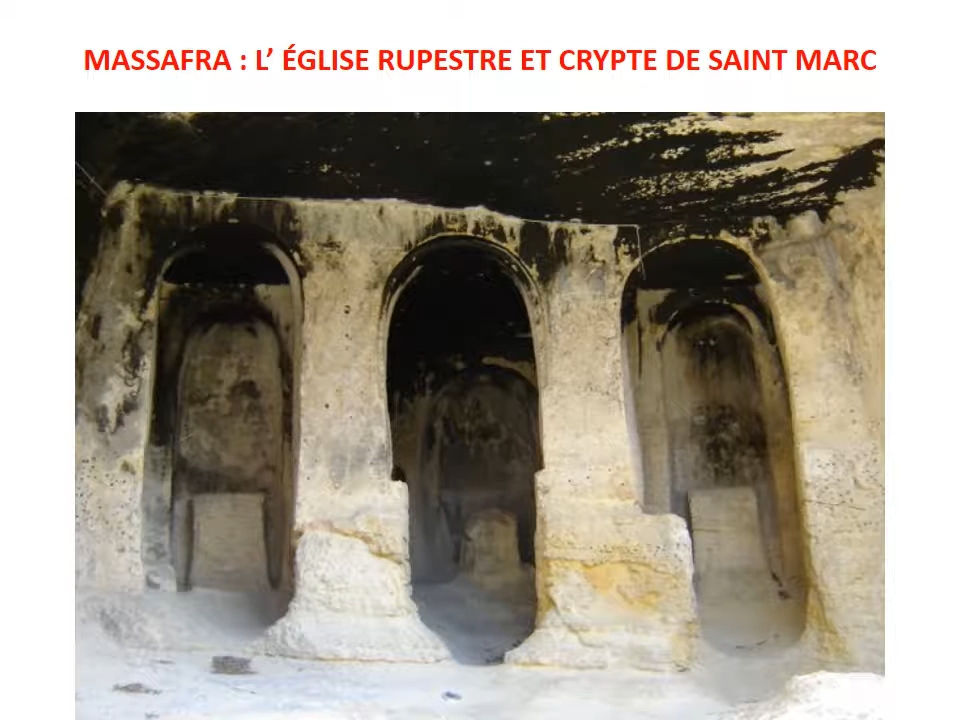 MASSAFRA : L’ ÉGLISE RUPESTRE ET CRYPTE DE SAINT MARC